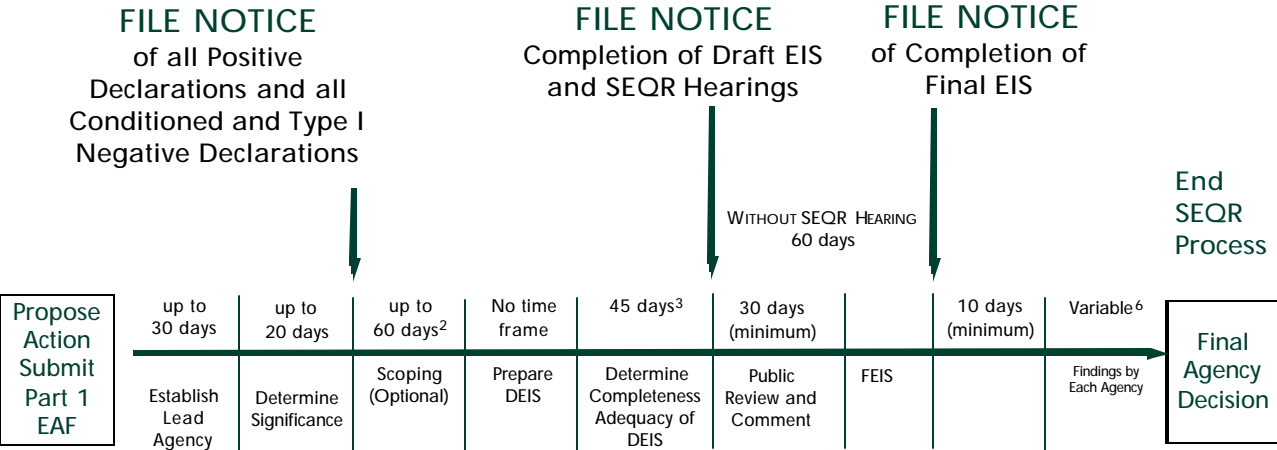 FILE NOTICE
of all Positive
Declarations and all
Conditioned and Type I
Negative Declarations
FILE NOTICE
Completion of Draft EIS
and SEQR Hearings
FILE NOTICE
of Completion of
Final EIS
WITHOUT SEQR HEARING
60 days
End
SEQR
Process
Propose
Action
Submit
Part 1
EAF
up to
30 days
up to
20 days
up to
60 days²
No time
frame
45 days³
30 days
(minimum)
10 days
(minimum)
Variable⁶
Establish
Lead
Agency
Determine
Significance
Scoping
(Optional)
Prepare
DEIS
Determine
Completeness
Adequacy of
DEIS
Public
Review and
Comment
FEIS
Findings by
Each Agency
Final
Agency
Decision